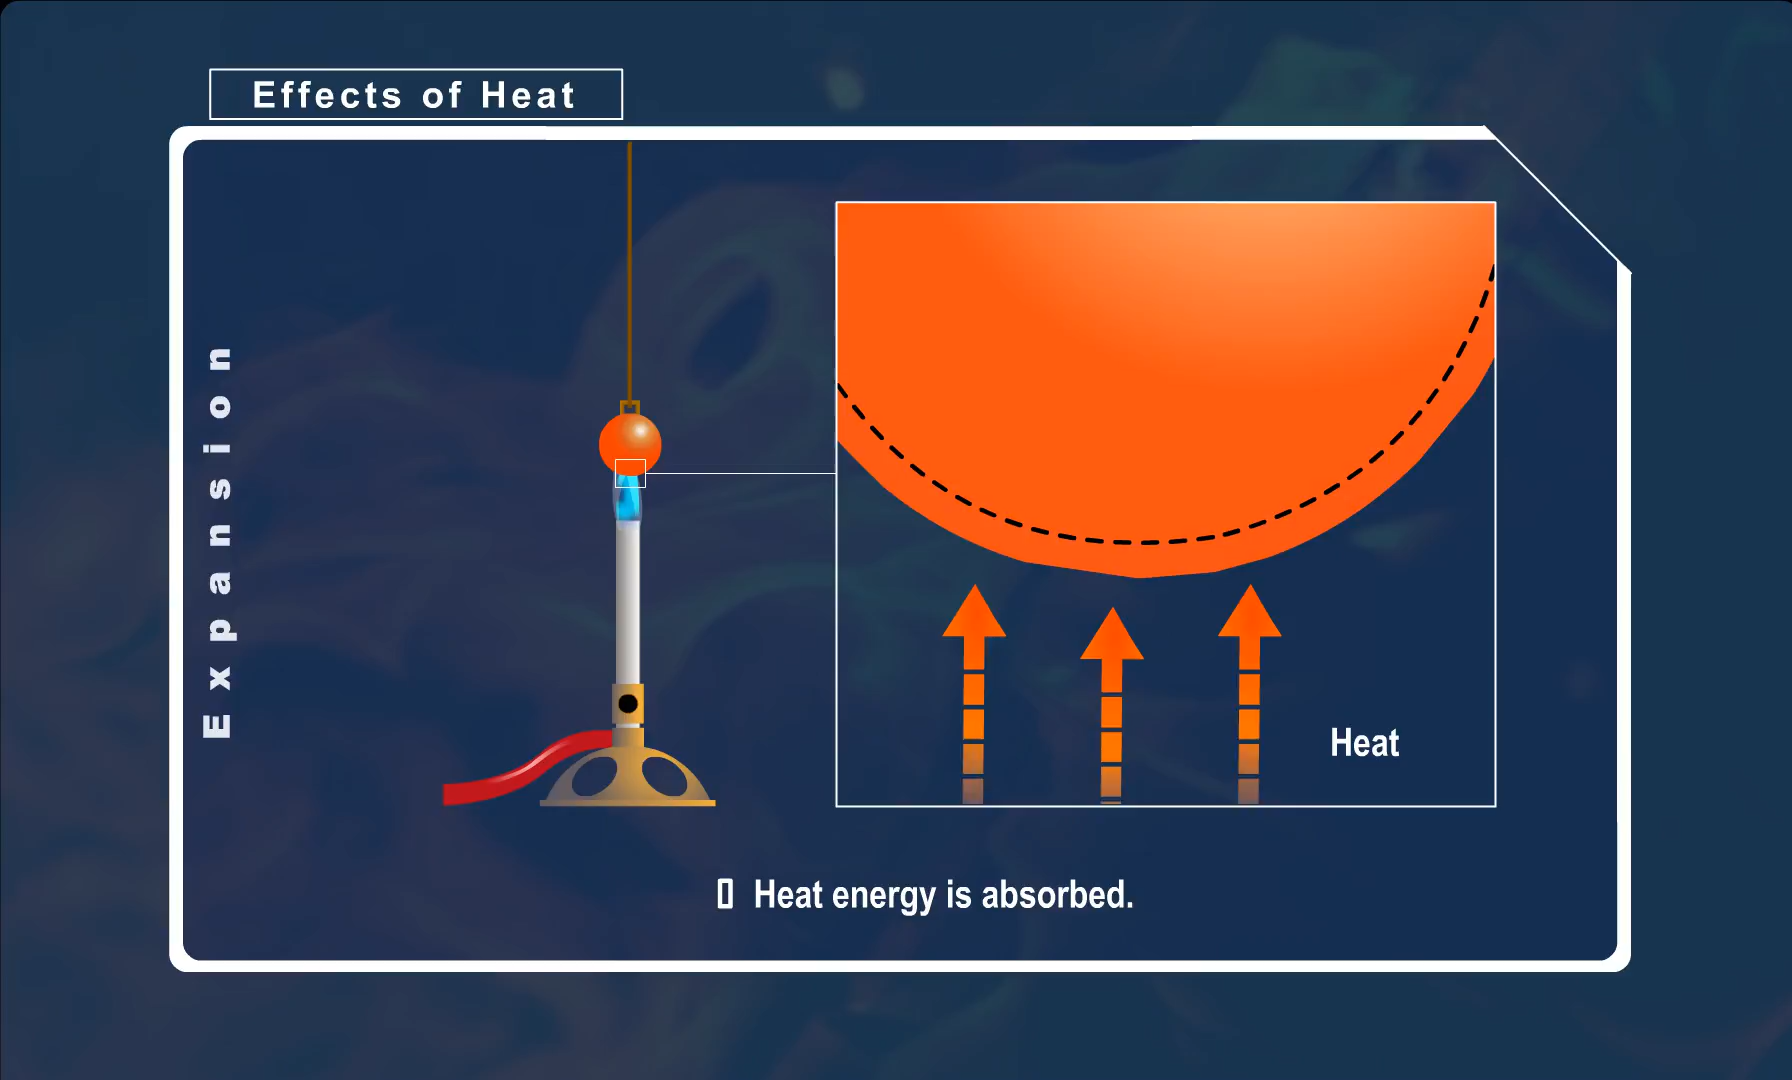 Effects of Heat
Expansion
Heat
Heat energy is absorbed.